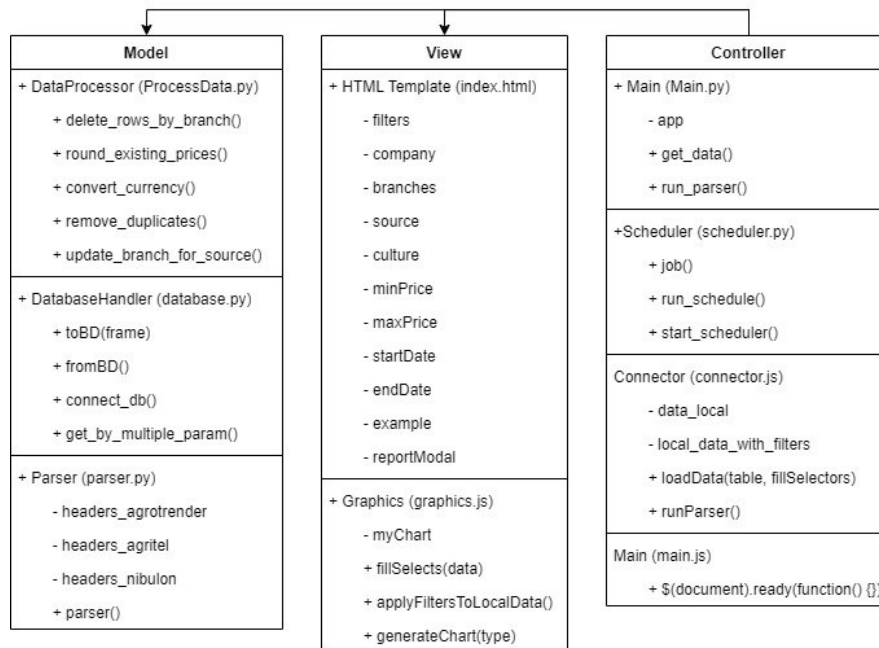 Model
+ DataProcessor (ProcessData.py)
+ delete_rows_by_branch()
+ round_existing_prices()
+ convert_currency()
+ remove_duplicates()
+ update_branch_for_source()
+ DatabaseHandler (database.py)
+ toBD(frame)
+ fromBD()
+ connect_db()
+ get_by_multiple_param()
+ Parser (parser.py)
- headers_agrotrender
- headers_agritel
- headers_nibulon
+ parser()
View
+ HTML Template (index.html)
- filters
- company
- branches
- source
- culture
- minPrice
- maxPrice
- startDate
- endDate
- example
- reportModal
+ Graphics (graphics.js)
- myChart
+ fillSelects(data)
+ applyFiltersToLocalData()
+ generateChart(type)
Controller
+ Main (Main.py)
- app
+ get_data()
+ run_parser()
+Scheduler (scheduler.py)
+ job()
+ run_schedule()
+ start_scheduler()
Connector (connector.js)
- data_local
- local_data_with_filters
+ loadData(table, fillSelectors)
+ runParser()
Main (main.js)
+ $(document).ready(function() {})